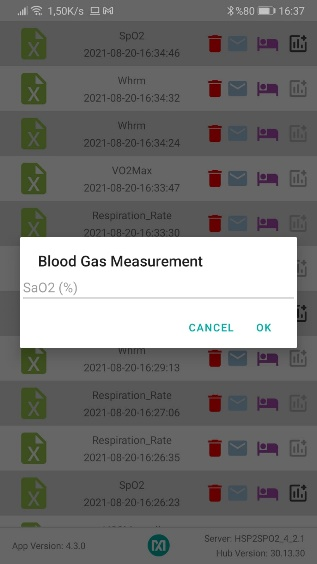 1,50K/s
%80 16:37
SpO2
2021-08-20-16:34:46
Whrm
2021-08-20-16:34:32
Whrm
2021-08-20-16:34:24
VO2Max
2021-08-20-16:33:47
Respiration_Rate
2021-08-20-16:33:30
Blood Gas Measurement
SaO2 (%)
CANCEL OK
Whrm
2021-08-20-16:29:13
Respiration_Rate
2021-08-20-16:27:06
Respiration_Rate
2021-08-20-16:26:35
SpO2
2021-08-20-16:26:23
App Version: 4.3.0
Server: HSP2SPO2_4_2.1
Hub Version: 30.13.30